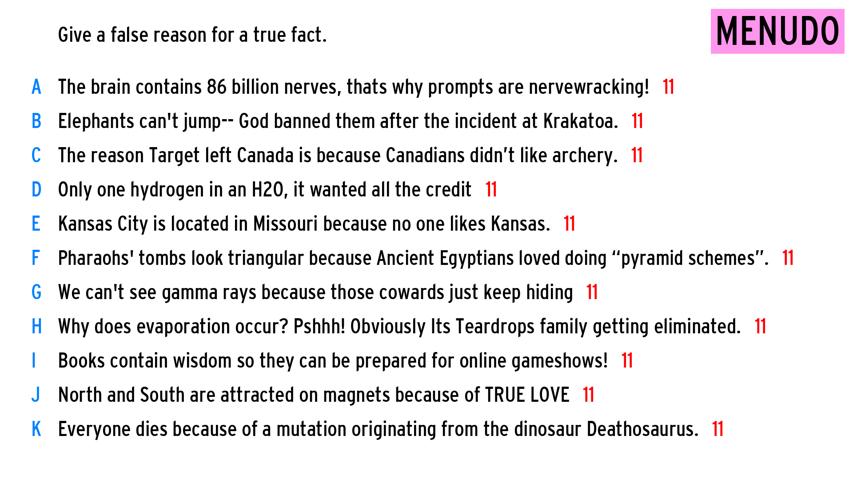 Give a false reason for a true fact.
MENUDO
A The brain contains 86 billion nerves, thats why prompts are nervewracking! 11
B Elephants can't jump-- God banned them after the incident at Krakatoa. 11
C The reason Target left Canada is because Canadians didn’t like archery. 11
D Only one hydrogen in an H2O, it wanted all the credit 11
E Kansas City is located in Missouri because no one likes Kansas. 11
F Pharaohs' tombs look triangular because Ancient Egyptians loved doing “pyramid schemes”. 11
G We can't see gamma rays because those cowards just keep hiding 11
H Why does evaporation occur? Pshhh! Obviously Its Teardrops family getting eliminated. 11
I Books contain wisdom so they can be prepared for online gameshows! 11
J North and South are attracted on magnets because of TRUE LOVE 11
K Everyone dies because of a mutation originating from the dinosaur Deathosaurus. 11